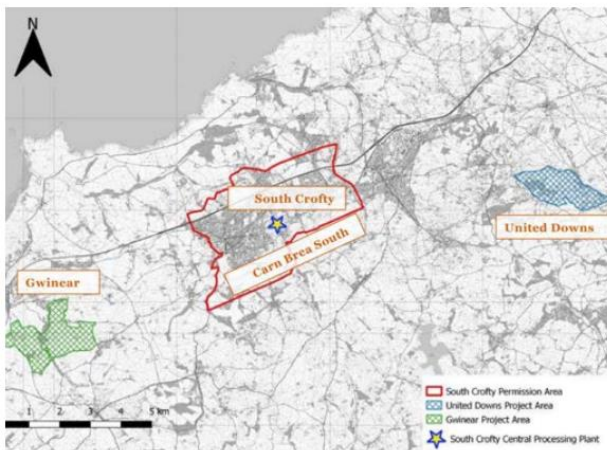 N
South Crofty
Carn Brea South
United Downs
Gwinear
1 2 3 4 5 km
South Crofty Permission Area
United Downs Project Area
Gwinear Project Area
South Crofty Central Processing Plant